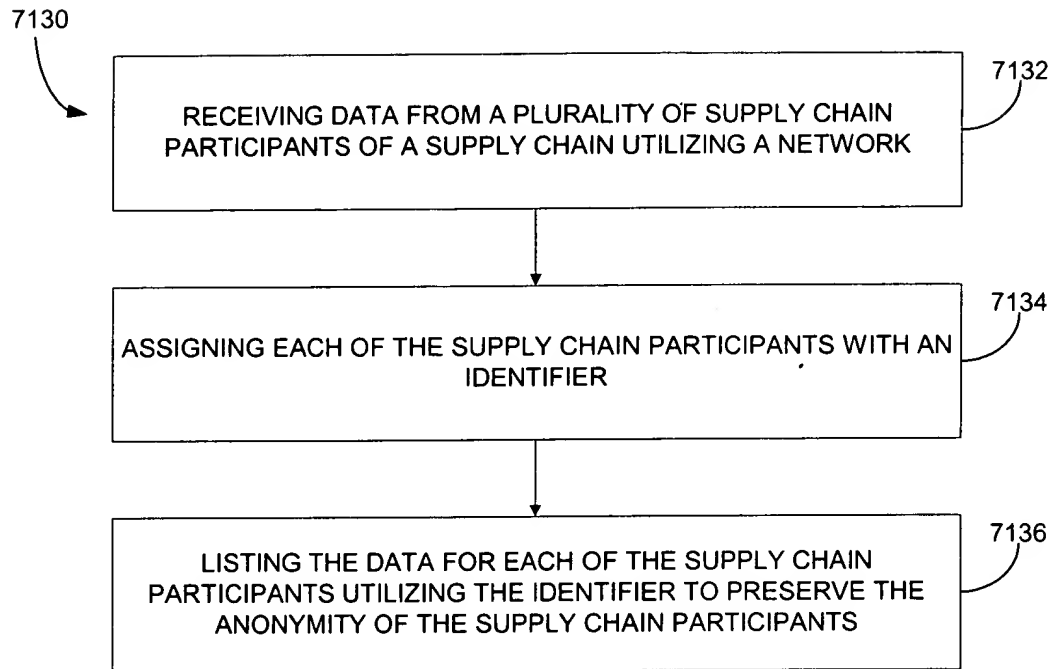 7130
7132
RECEIVING DATA FROM A PLURALITY OF SUPPLY CHAIN
PARTICIPANTS OF A SUPPLY CHAIN UTILIZING A NETWORK
7134
ASSIGNING EACH OF THE SUPPLY CHAIN PARTICIPANTS WITH AN
IDENTIFIER
7136
LISTING THE DATA FOR EACH OF THE SUPPLY CHAIN
PARTICIPANTS UTILIZING THE IDENTIFIER TO PRESERVE THE
ANONYMITY OF THE SUPPLY CHAIN PARTICIPANTS